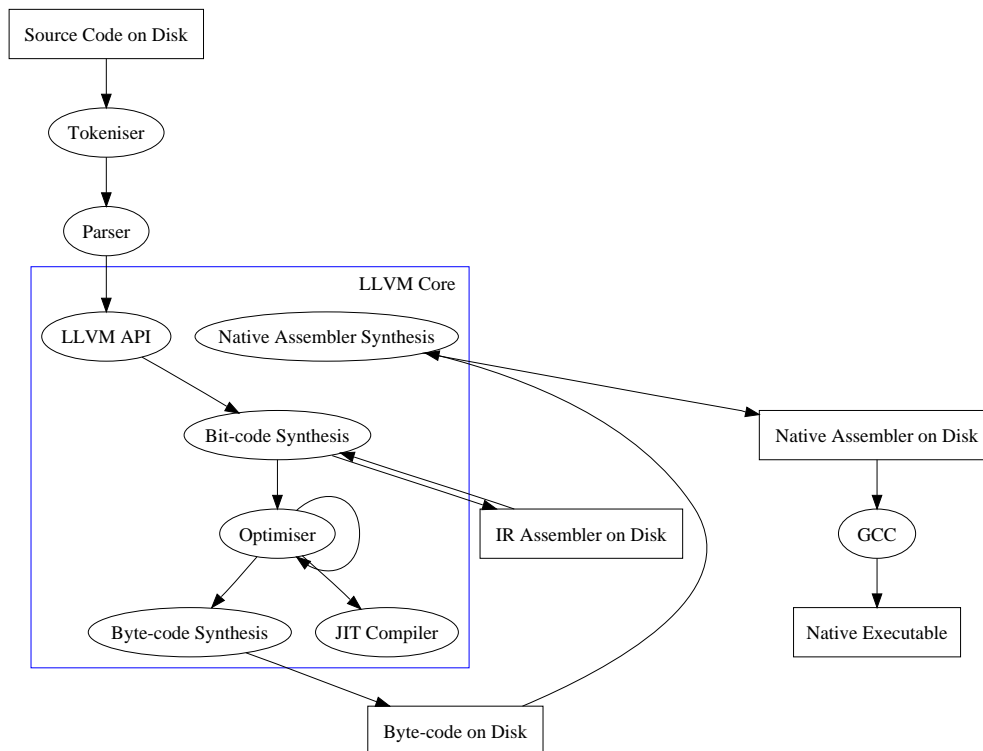 Source Code on Disk
Tokeniser
Parser
LLVM Core
LLVM API
Native Assembler Synthesis
Bit-code Synthesis
Native Assembler on Disk
Optimiser
IR Assembler on Disk
GCC
Byte-code Synthesis
JIT Compiler
Native Executable
Byte-code on Disk